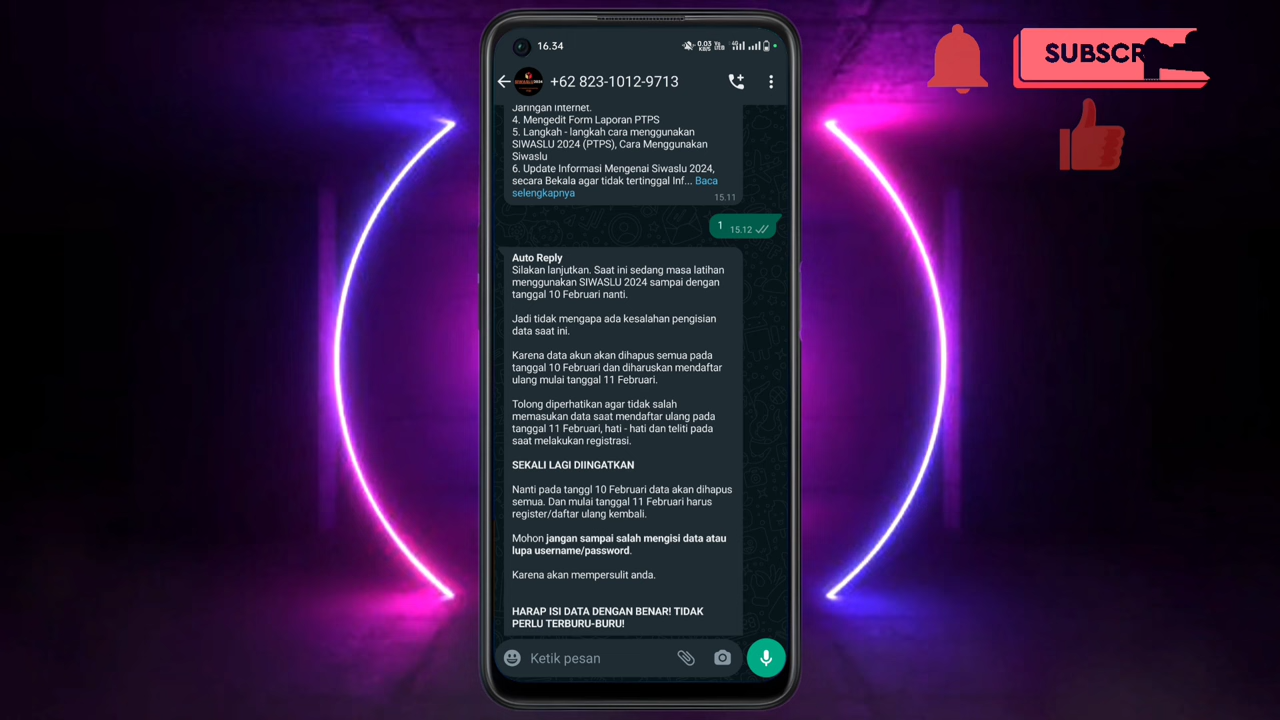 16.34
0.03
KB/S
4G
SUBSCR
SIWASLU2024
+62 823-1012-9713
Jaringan Internet.
4. Mengedit Form Laporan PTPS
5. Langkah - langkah cara menggunakan
SIWASLU 2024 (PTPS), Cara Menggunakan
Siwaslu
6. Update Informasi Mengenai Siwaslu 2024,
secara Bekala agar tidak tertinggal Inf... Baca
selengkapnya
15.11
1 15.12
Auto Reply
Silakan lanjutkan. Saat ini sedang masa latihan
menggunakan SIWASLU 2024 sampai dengan
tanggal 10 Februari nanti.
Jadi tidak mengapa ada kesalahan pengisian
data saat ini.
Karena data akun akan dihapus semua pada
tanggal 10 Februari dan diharuskan mendaftar
ulang mulai tanggal 11 Februari.
Tolong diperhatikan agar tidak salah
memasukan data saat mendaftar ulang pada
tanggal 11 Februari, hati - hati dan teliti pada
saat melakukan registrasi.
SEKALI LAGI DIINGATKAN
Nanti pada tanggl 10 Februari data akan dihapus
semua. Dan mulai tanggal 11 Februari harus
register/daftar ulang kembali.
Mohon jangan sampai salah mengisi data atau
lupa username/password.
Karena akan mempersulit anda.
HARAP ISI DATA DENGAN BENAR! TIDAK
PERLU TERBURU-BURU!
Ketik pesan